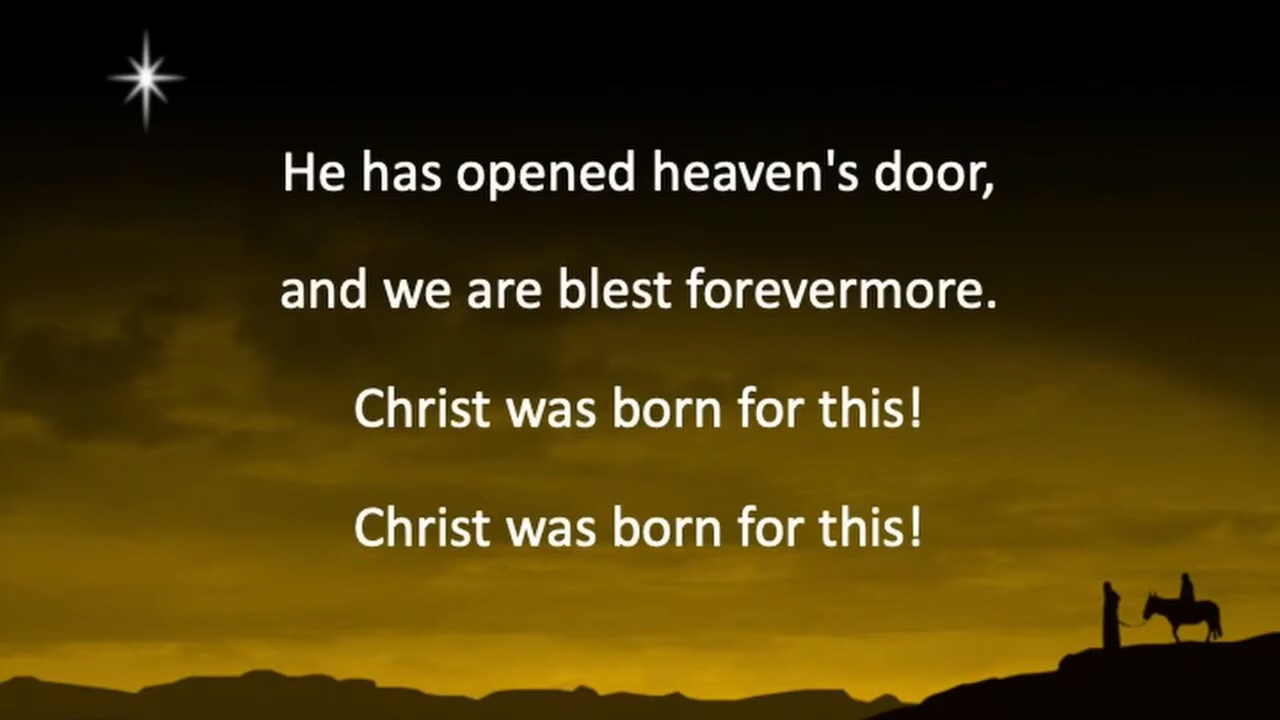 He has opened heaven's door,
and we are blest forevermore.
Christ was born for this!
Christ was born for this!